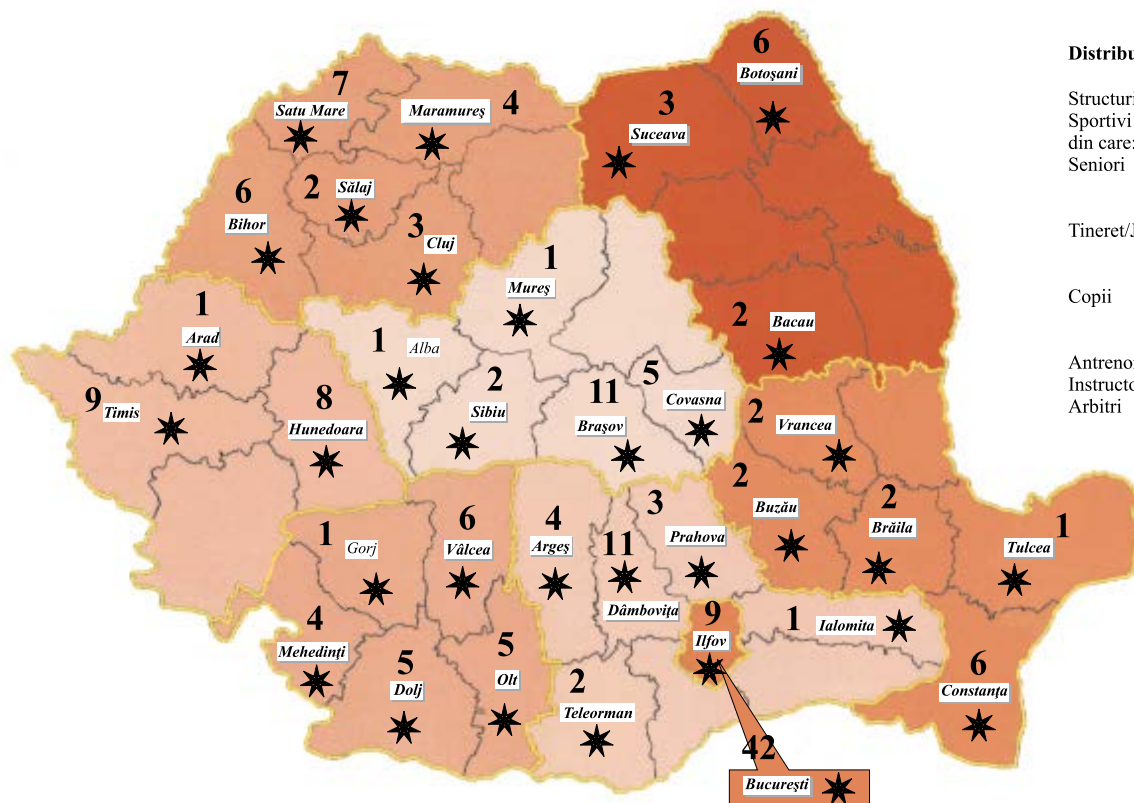 6
Botoşani
Distribu
7
Satu Mare
Maramureş
4
3
Suceava
Structuri
Sportivi
din care:
Seniori
6
Bihor
2
Sălaj
3
Cluj
Tineret/J
1
Mureş
Copii
1
Arad
1
Alba
2
Bacau
Antrenor
Instructo
Arbitri
9
Timis
8
Hunedoara
2
Sibiu
11
Braşov
5
Covasna
2
Vrancea
2
Buzău
2
Brăila
1
Tulcea
1
Gorj
6
Vâlcea
4
Argeş
11
Dâmboviţa
3
Prahova
4
Mehedinţi
5
Dolj
5
Olt
2
Teleorman
9
Ilfov
1
Ialomita
6
Constanţa
42
Bucureşti